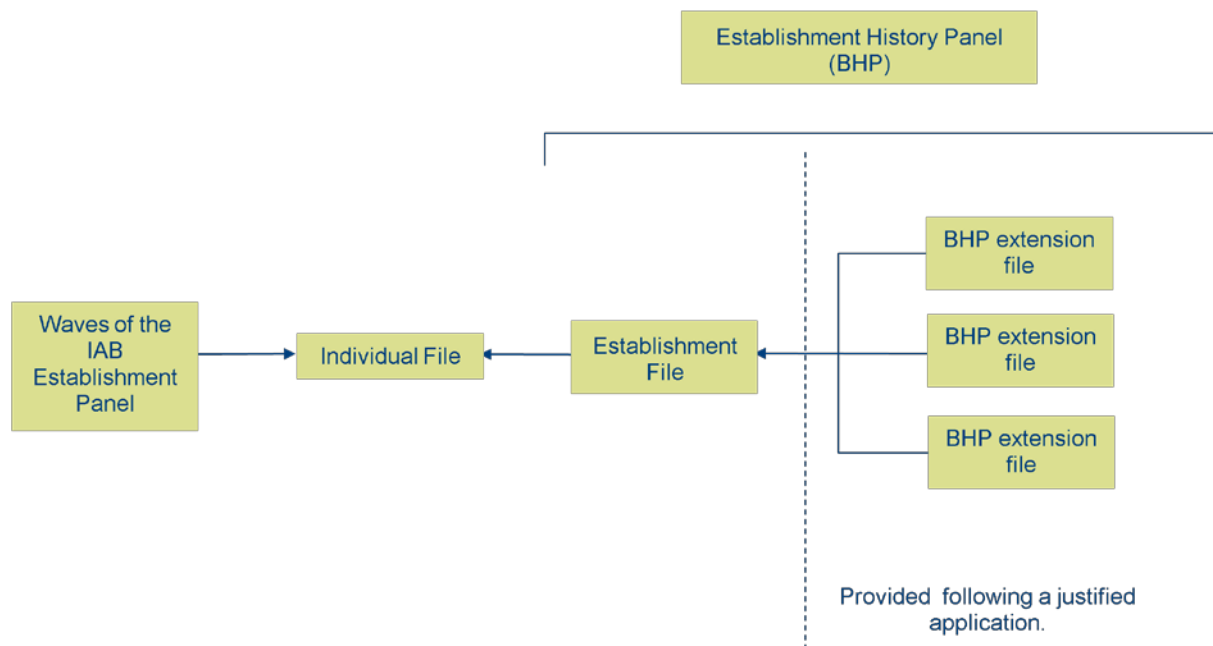 Establishment History Panel
(BHP)
BHP extension
file
Waves of the
IAB
Establishment
Panel
Individual File
Establishment
File
BHP extension
file
BHP extension
file
Provided following a justified
application.